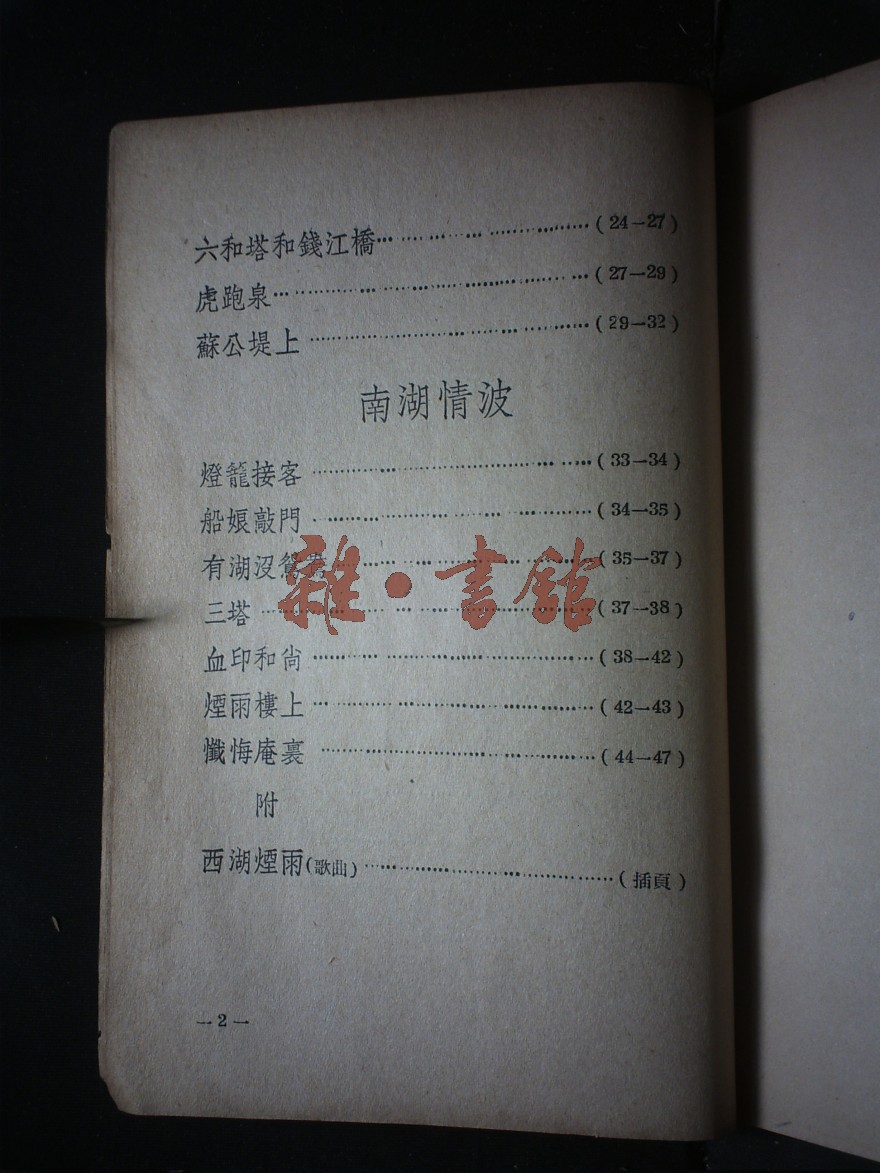 六和塔和錢江橋⋯⋯⋯⋯⋯⋯(24—27)
虎跑泉⋯⋯⋯⋯⋯⋯(27—29)
蘇公堤上⋯⋯⋯⋯⋯⋯(29—32)
南湖情波
燈籠接客⋯⋯⋯⋯⋯⋯(33—34)
船娘敲門⋯⋯⋯⋯⋯⋯(34—35)
有湖沒鴛鴦⋯⋯⋯⋯⋯⋯(35—37)
三塔⋯⋯⋯⋯⋯⋯(37—38)
雜·書館
血印和尙⋯⋯⋯⋯⋯⋯(38—42)
煙雨樓上⋯⋯⋯⋯⋯⋯(42—43)
懺悔庵裏⋯⋯⋯⋯⋯⋯(44—47)
附
西湖煙雨(歌曲)⋯⋯⋯⋯⋯⋯(插頁)
—2—